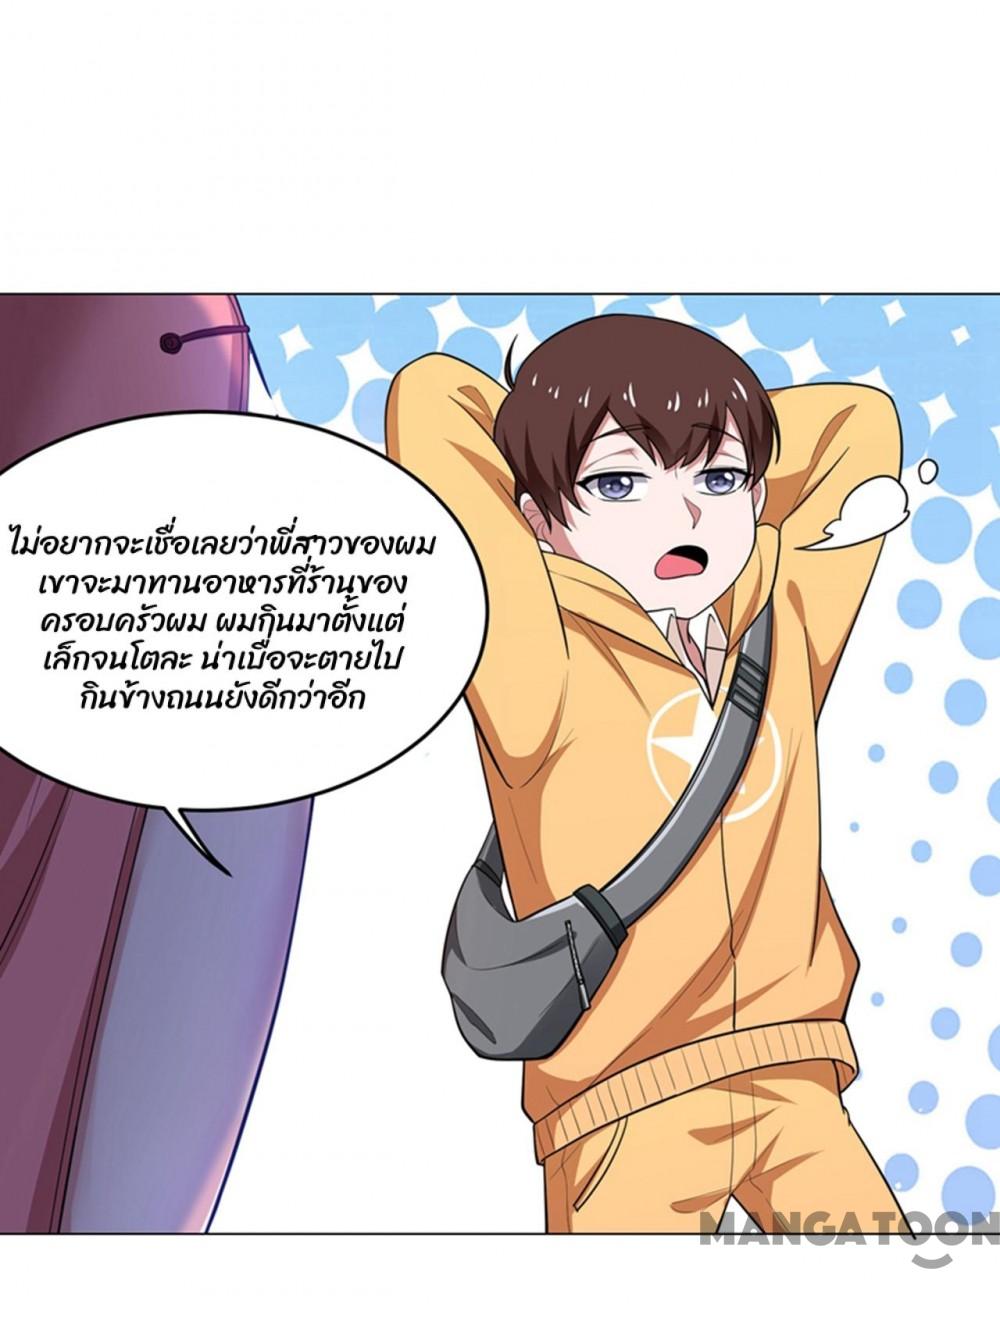 ไม่อยากจะเชื่อเลยว่าพี่สาวของผม
เขาจะมาทานอาหารที่ร้านของ
ครอบครัวผม ผมกินมาตั้งแต่
เล็กจนโตละ น่าเบื่อจะตายไป
กินข้างถนนยังดีกว่าอีก
MANGATOON